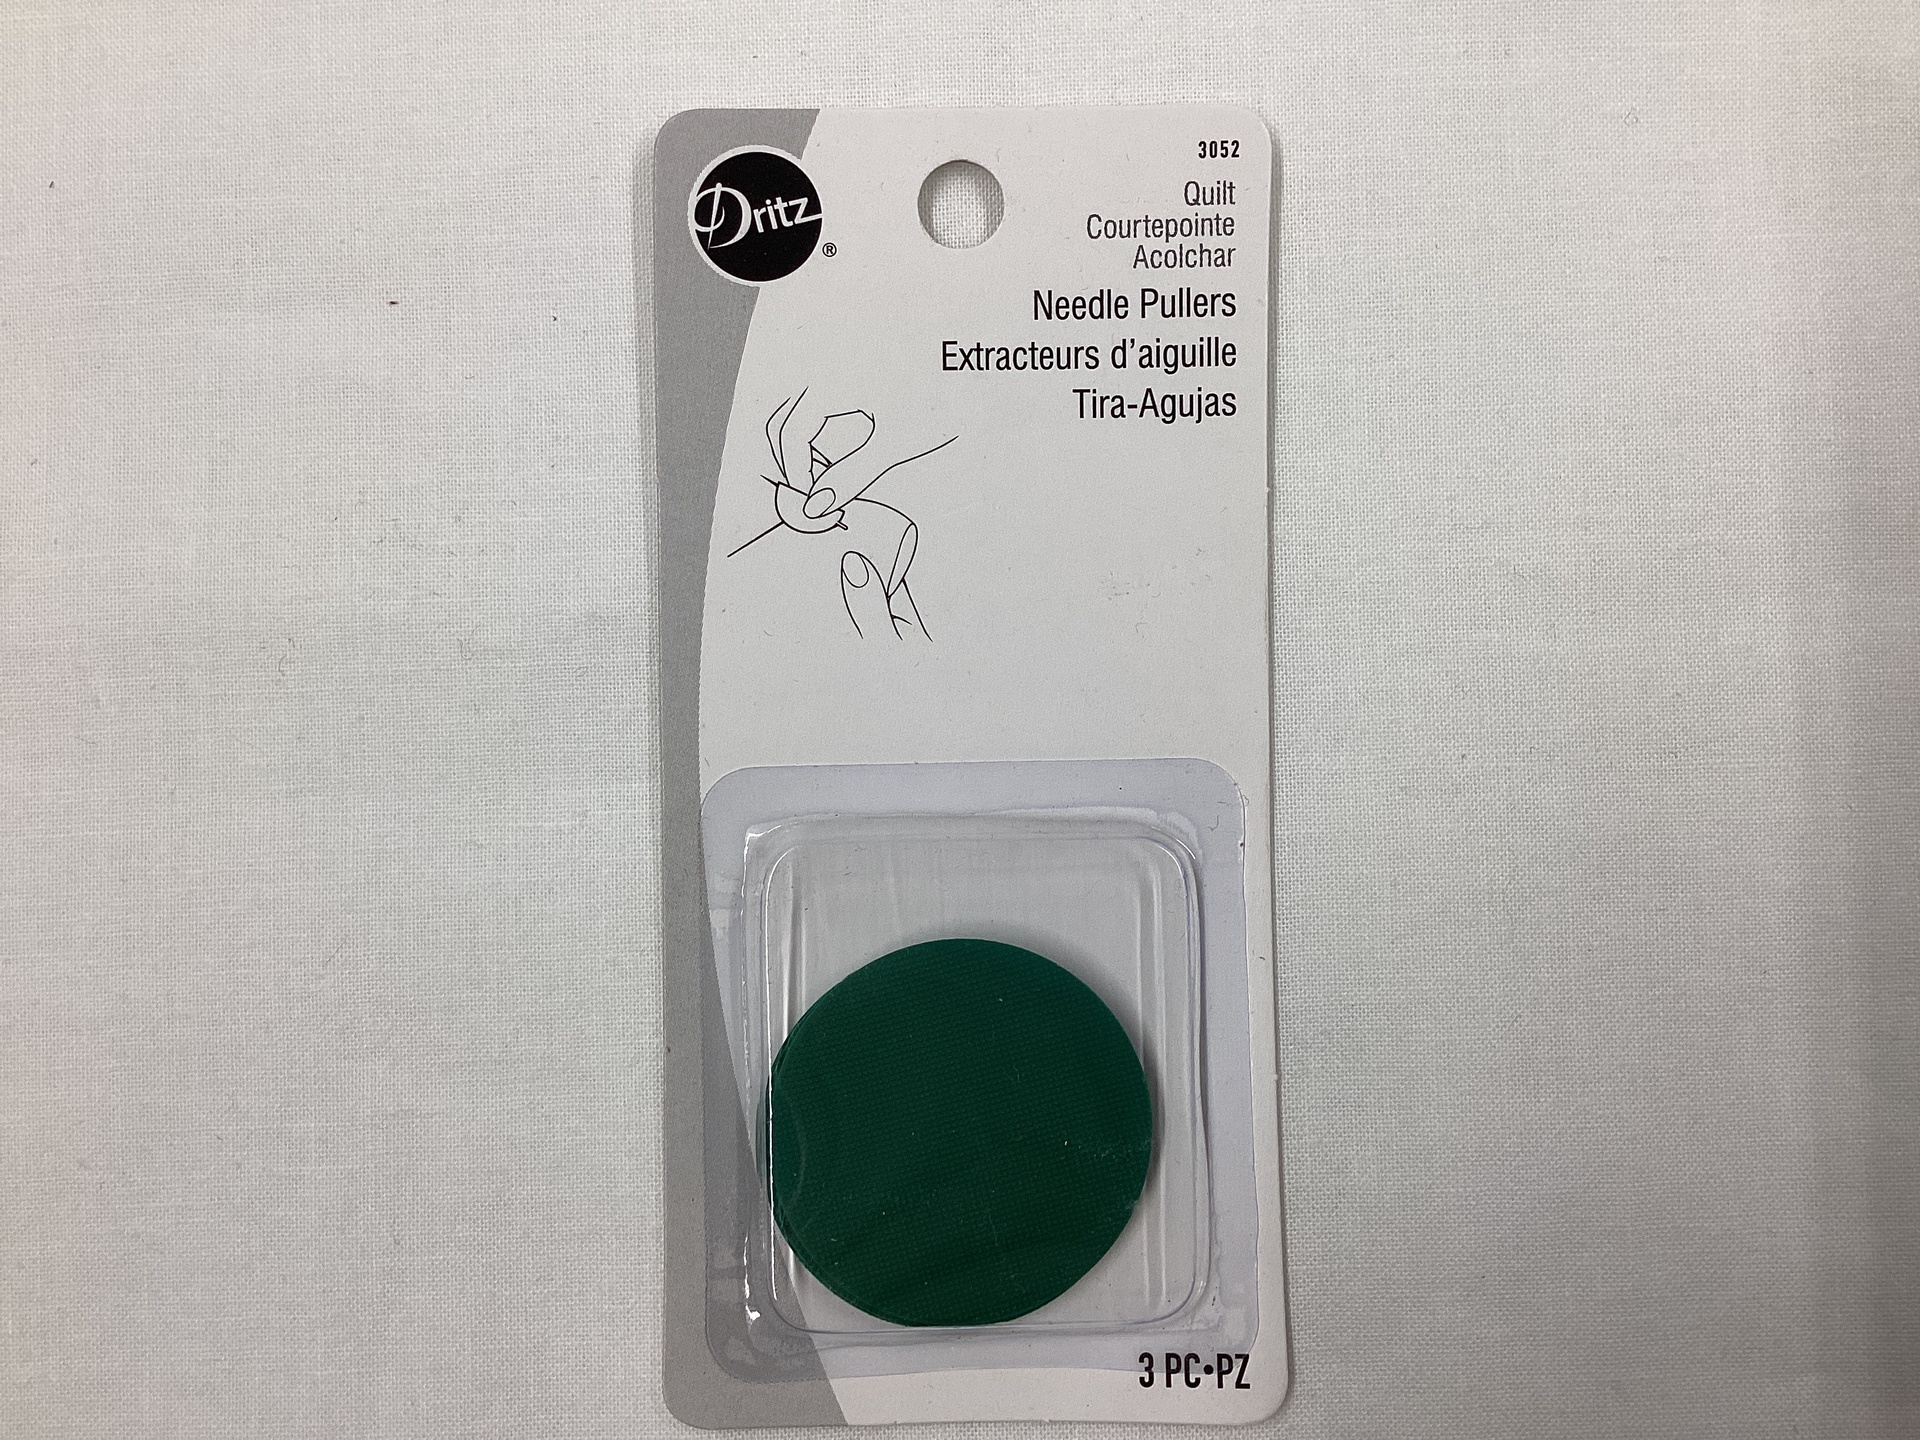 Dritz®
3052
Quilt
Courtepointe
Acolchar
Needle Pullers
Extracteurs d'aiguille
Tira-Agujas
3 PC•PZ